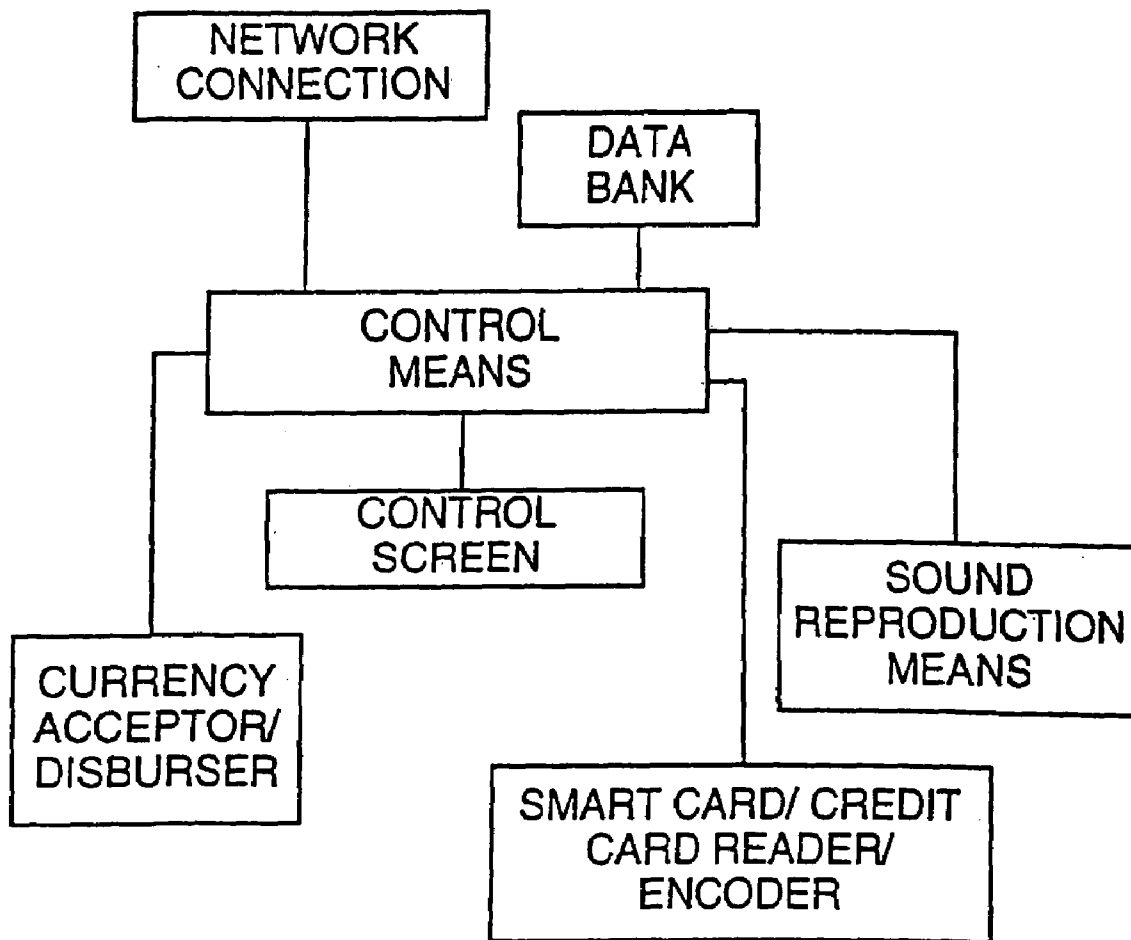 NETWORK
CONNECTION
DATA
BANK
CONTROL
MEANS
CONTROL
SCREEN
SOUND
REPRODUCTION
MEANS
CURRENCY
ACCEPTOR/
DISBURSER
SMART CARD/ CREDIT
CARD READER/
ENCODER